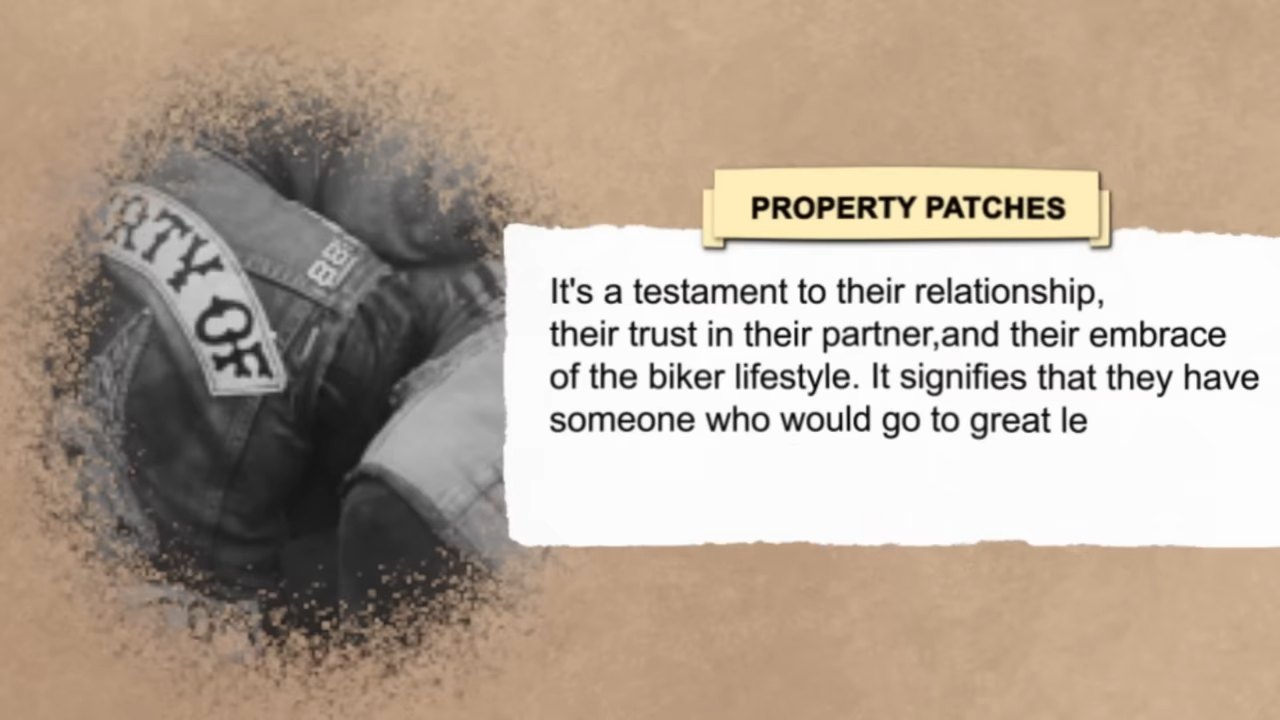 PROPERTY PATCHES
It's a testament to their relationship,
their trust in their partner,and their embrace
of the biker lifestyle. It signifies that they have
someone who would go to great le
RTY OF
88